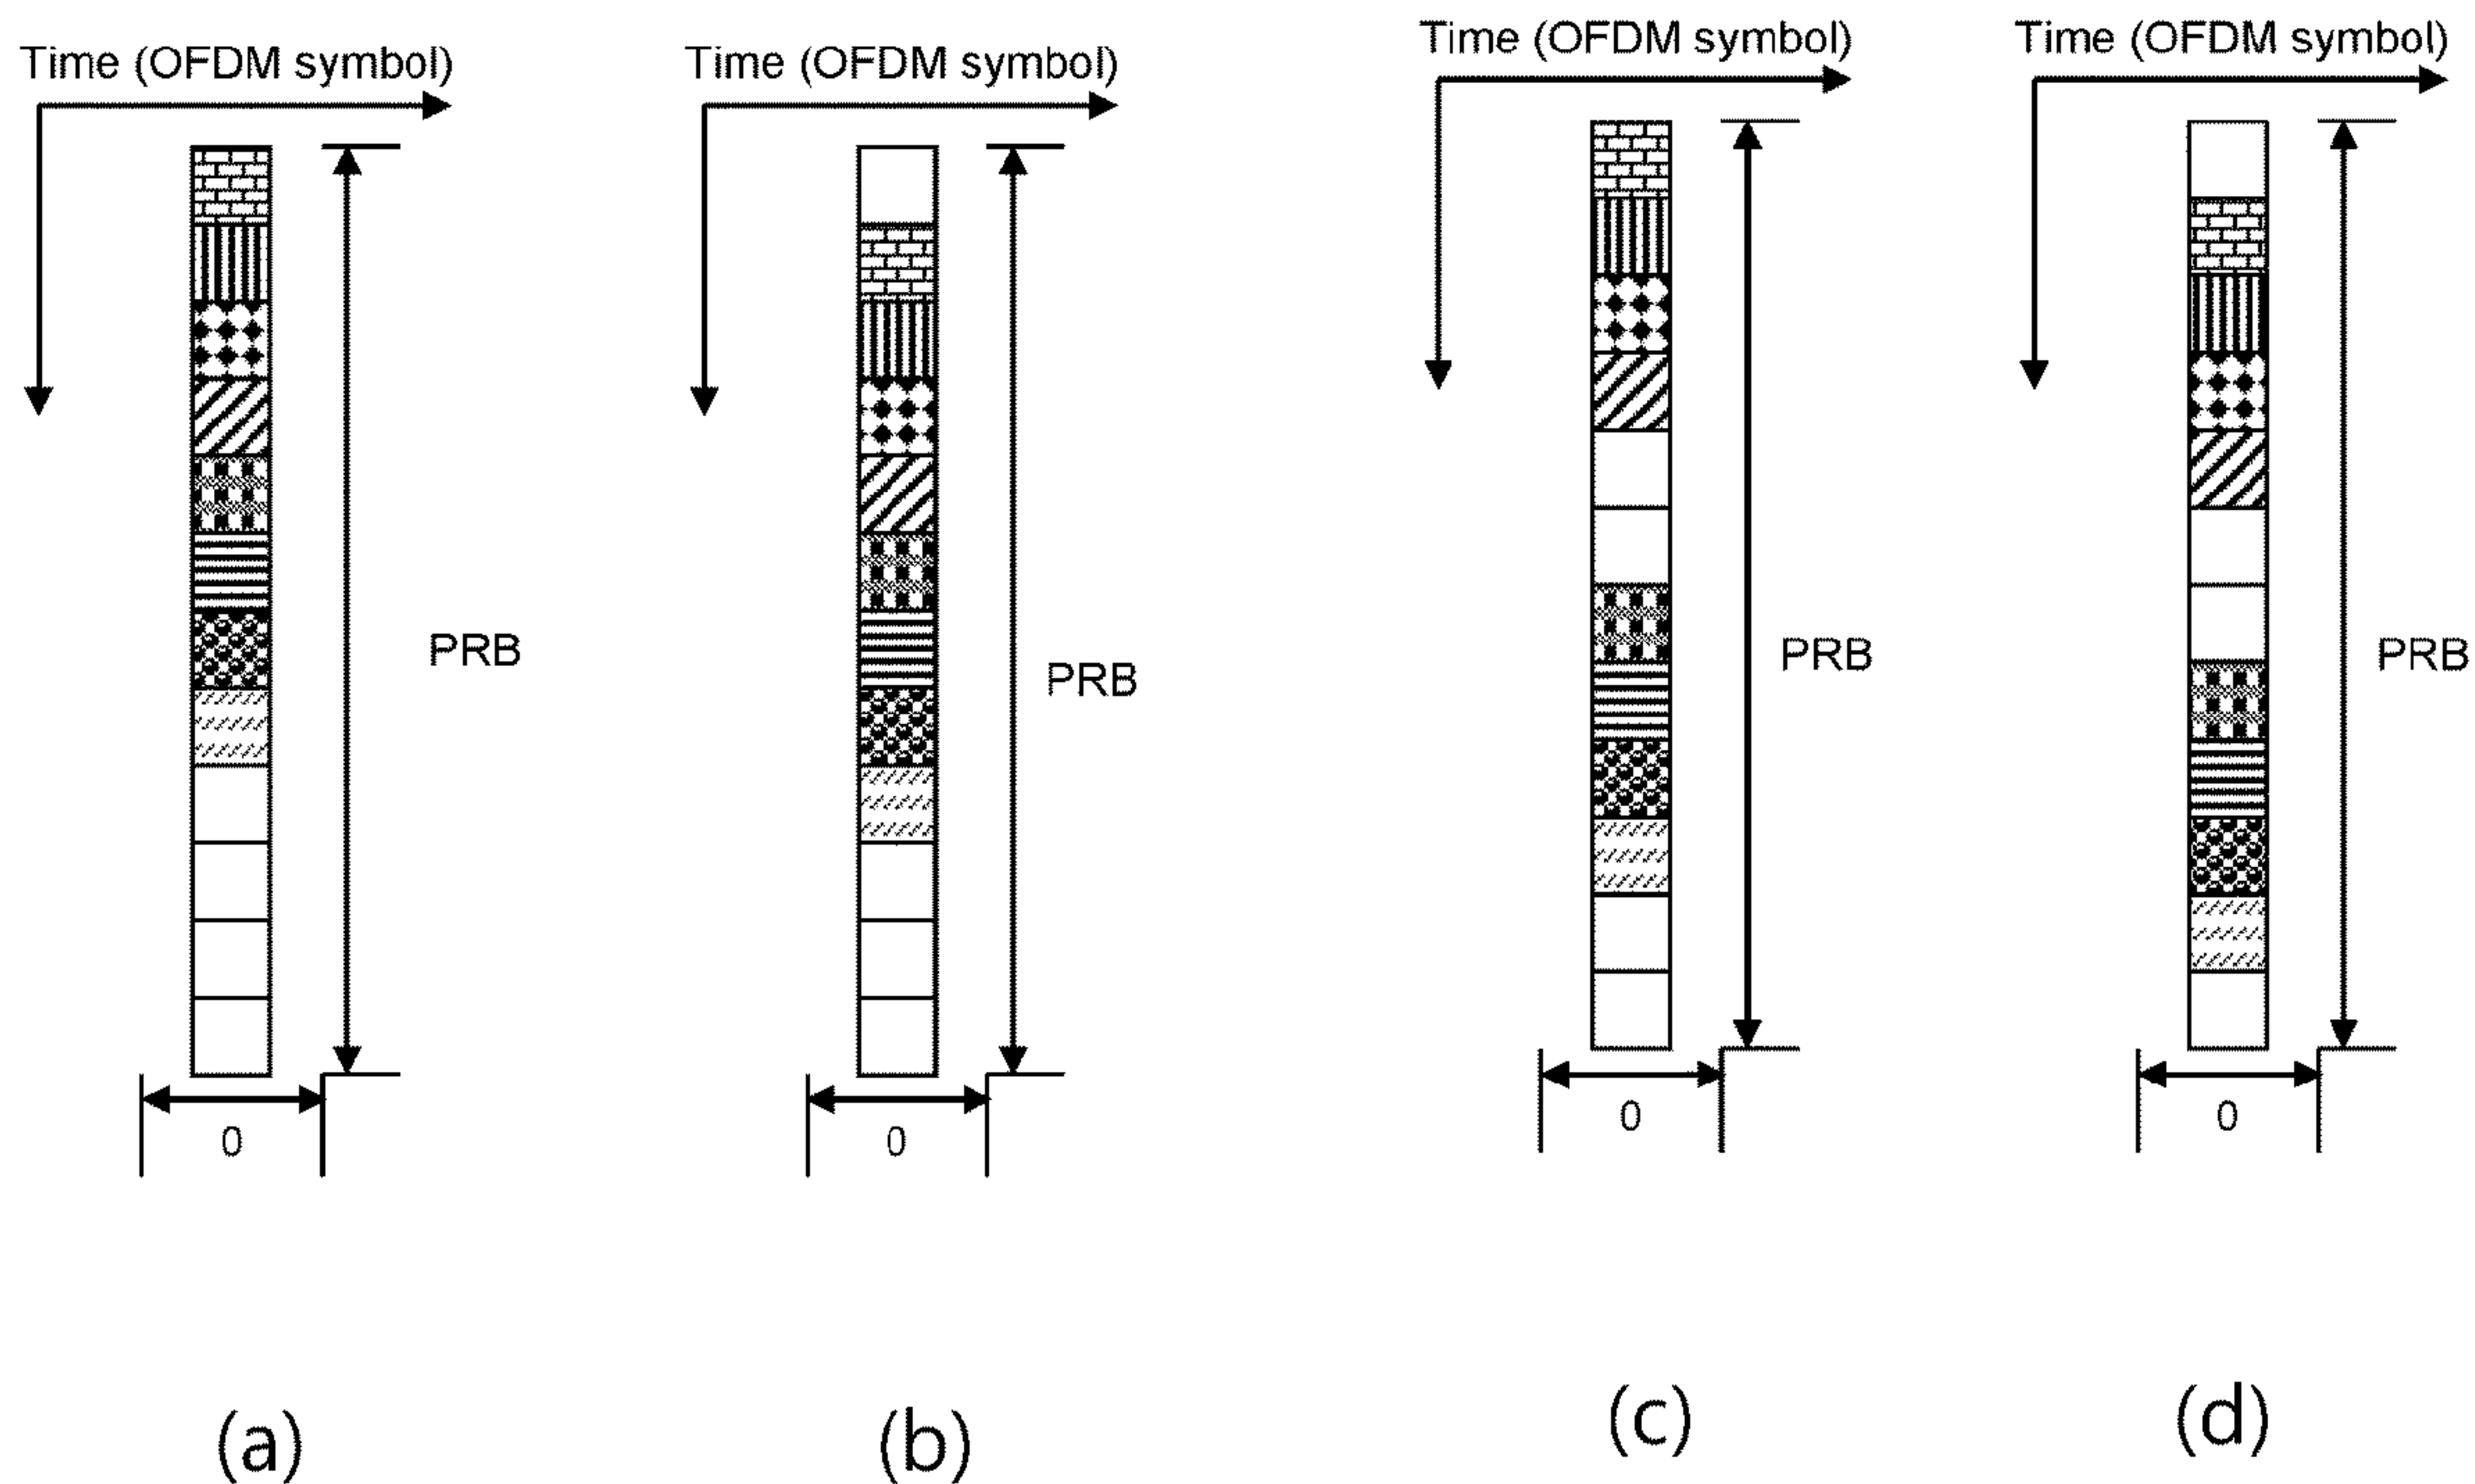 Time (OFDM symbol)
PRB
0
(a)
Time (OFDM symbol)
PRB
0
(b)
Time (OFDM symbol)
PRB
0
(c)
Time (OFDM symbol)
PRB
0
(d)